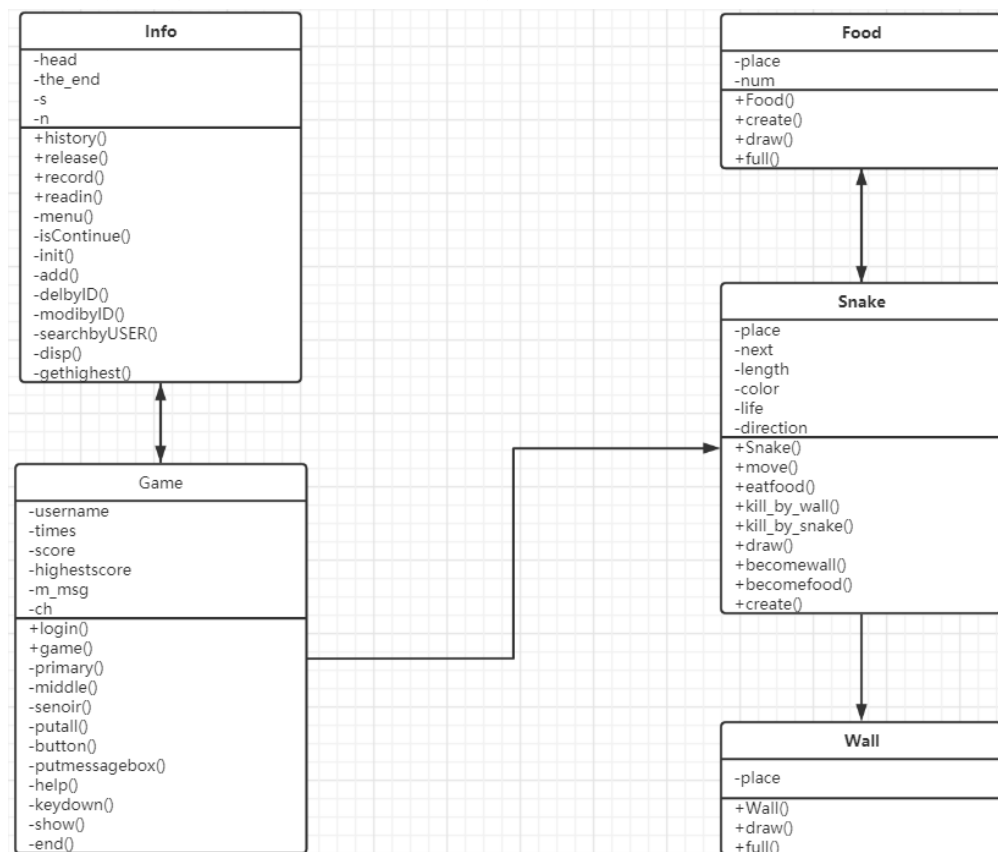 Info
-head
-the_end
-s
-n
+history()
+release()
+record()
+readin()
-menu()
-isContinue()
-init()
-add()
-delbyID()
-modibyID()
-searchbyUSER()
-disp()
-gethighest()
Game
-username
-times
-score
-highestscore
-m_msg
-ch
+login()
+game()
-primary()
-middle()
-senoir()
-putall()
-button()
-putmessagebox()
-help()
-keydown()
-show()
-end()
Food
-place
-num
+Food()
+create()
+draw()
+full()
Snake
-place
-next
-length
-color
-life
-direction
+Snake()
+move()
+eatfood()
+kill_by_wall()
+kill_by_snake()
+draw()
+becomewall()
+becomefood()
+create()
Wall
-place
+Wall()
+draw()
+full()